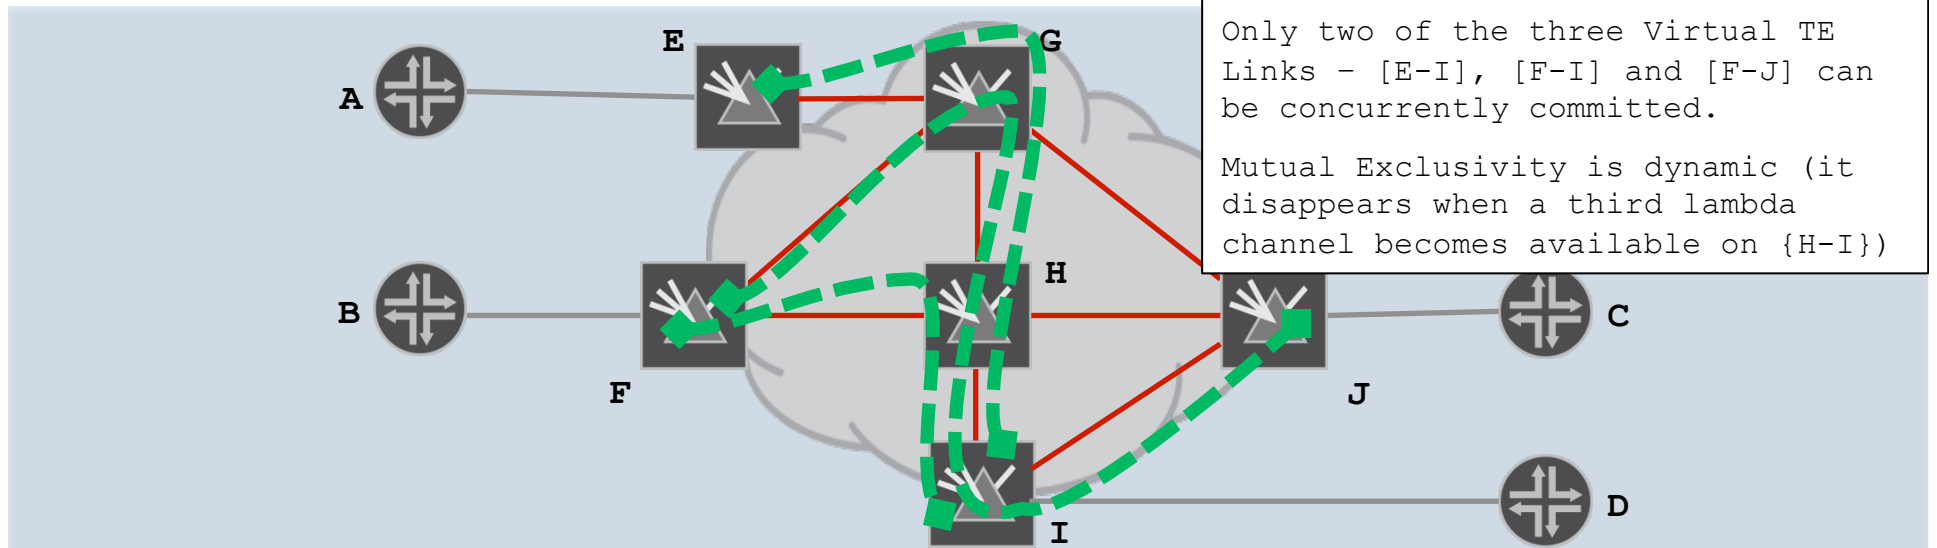 Only two of the three Virtual TE
Links – [E-I], [F-I] and [F-J] can
be concurrently committed.
Mutual Exclusivity is dynamic (it
disappears when a third lambda
channel becomes available on {H-I})
E
G
A
H
B
C
F
J
D
I